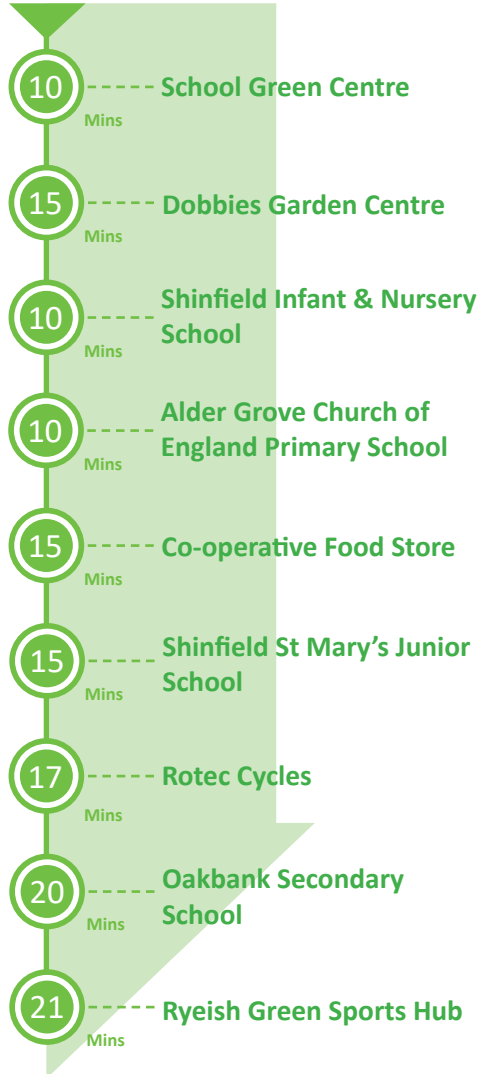 10
Mins
School Green Centre
15
Mins
Dobbies Garden Centre
10
Mins
Shinfield Infant & Nursery
School
10
Mins
Alder Grove Church of
England Primary School
15
Mins
Co-operative Food Store
15
Mins
Shinfield St Mary’s Junior
School
17
Mins
Rotec Cycles
20
Mins
Oakbank Secondary
School
21
Mins
Ryeish Green Sports Hub